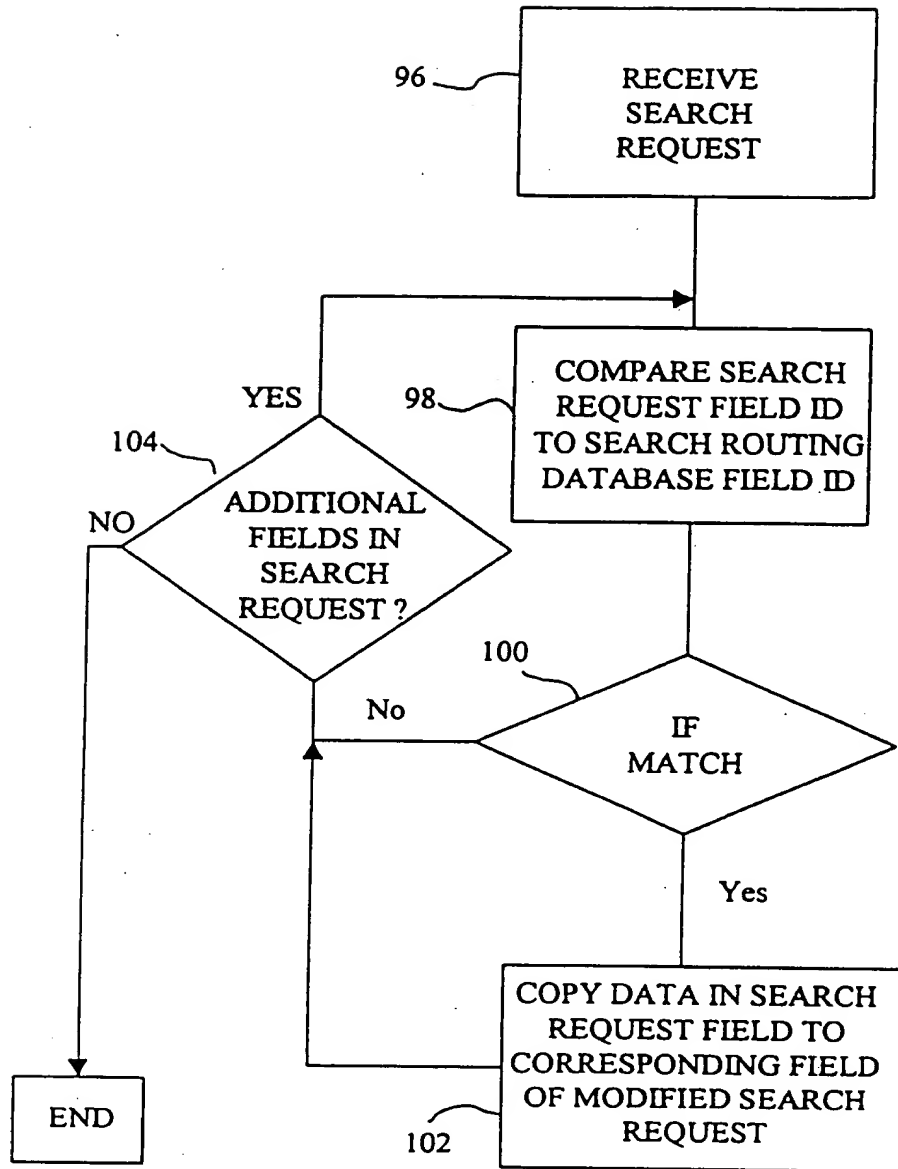 96
RECEIVE
SEARCH
REQUEST
YES
98
COMPARE SEARCH
REQUEST FIELD ID
TO SEARCH ROUTING
DATABASE FIELD ID
104
NO
ADDITIONAL
FIELDS IN
SEARCH
REQUEST ?
100
No
IF
MATCH
Yes
COPY DATA IN SEARCH
REQUEST FIELD TO
CORRESPONDING FIELD
OF MODIFIED SEARCH
REQUEST
END
102